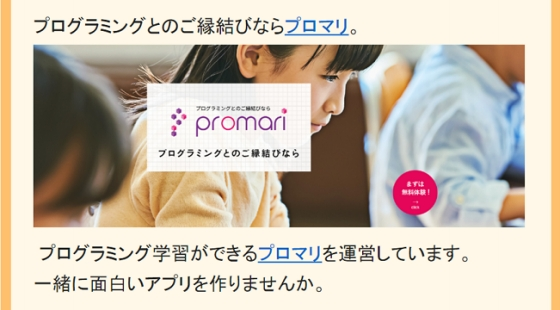 プログラミングとのご縁結びならプロマリ。
プログラミングとのご縁結びなら
promari
プログラミングとのご縁結びなら
まずは
無料体験!
プログラミング学習ができるプロマリを運営しています。
一緒に面白いアプリを作りませんか。